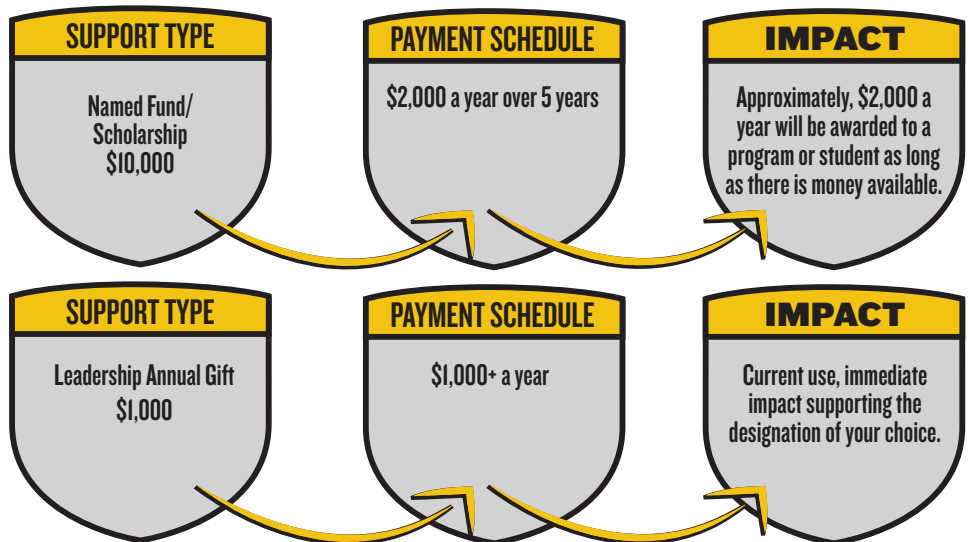 SUPPORT TYPE
Named Fund/
Scholarship
$10,000
PAYMENT SCHEDULE
$2,000 a year over 5 years
IMPACT
Approximately, $2,000 a
year will be awarded to a
program or student as long
as there is money available.
SUPPORT TYPE
Leadership Annual Gift
$1,000
PAYMENT SCHEDULE
$1,000+ a year
IMPACT
Current use, immediate
impact supporting the
designation of your choice.